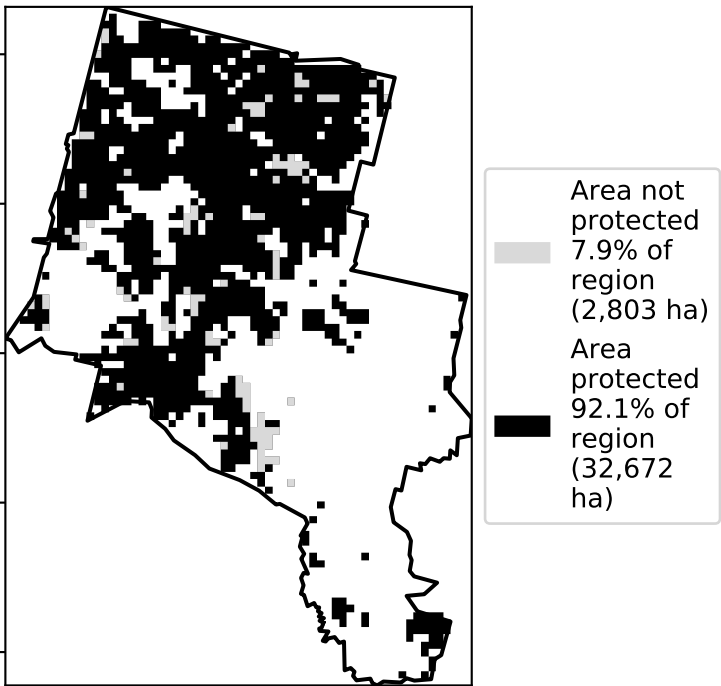 Area not
protected
7.9% of
region
(2,803 ha)
Area
protected
92.1% of
region
(32,672
ha)